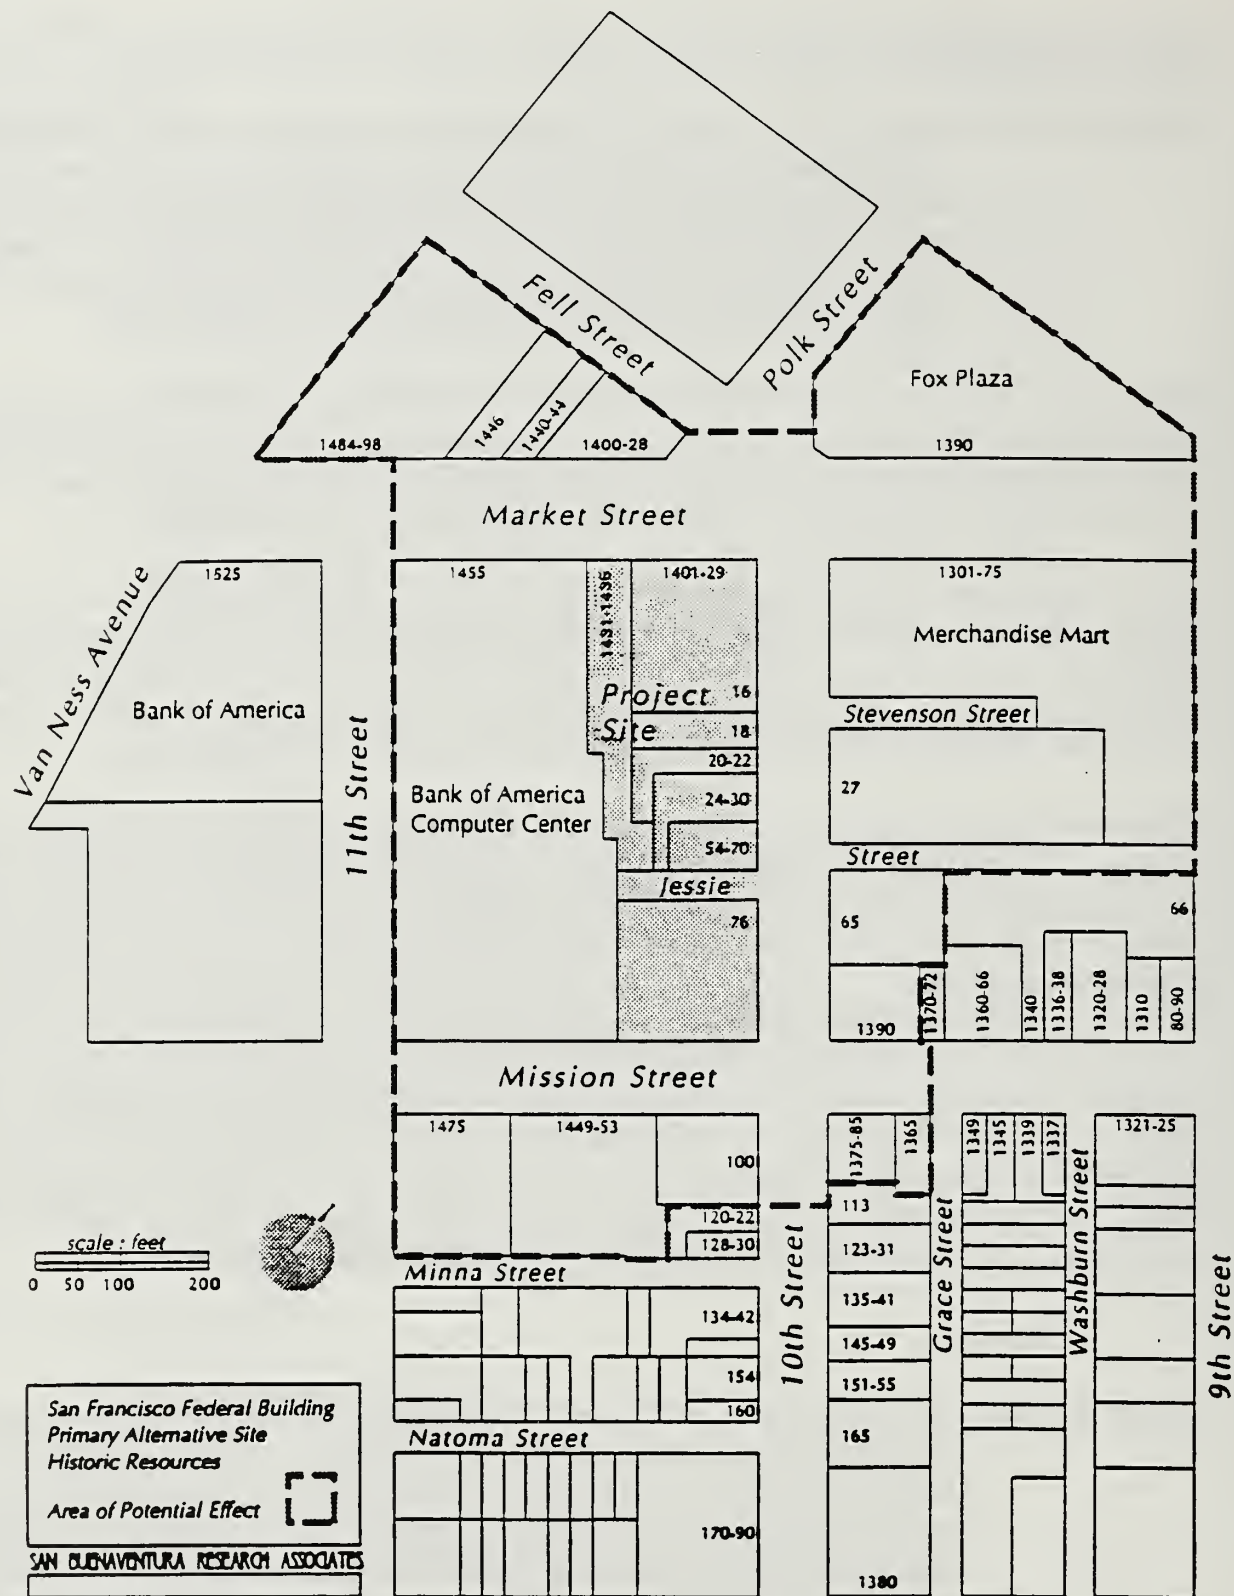 Fell Street
Polk Street
Fox Plaza
1484-98
1446
1440-44
1400-28
1390
Market Street
Van Ness Avenue
1525
1455
1431-1436
1401-29
1301-75
Merchandise Mart
Bank of America
11th Street
Project
Site
16
18
20-22
24-30
54-70
Stevenson Street
27
Bank of America
Computer Center
Jessie
Street
76
65
66
1390
1370-72
1360-66
1340
1336-38
1320-28
1310
80-90
Mission Street
1475
1449-53
100
1375-85
1365
1349
1345
1339
1337
1321-25
120-22
128-30
113
123-31
135-41
145-49
151-55
165
1380
Minna Street
134-42
154
160
Natoma Street
170-90
10th Street
Grace Street
Washburn Street
9th Street
scale : feet
0 50 100 200
San Francisco Federal Building
Primary Alternative Site
Historic Resources
Area of Potential Effect
SAN BUENAVENTURA RESEARCH ASSOCIATES